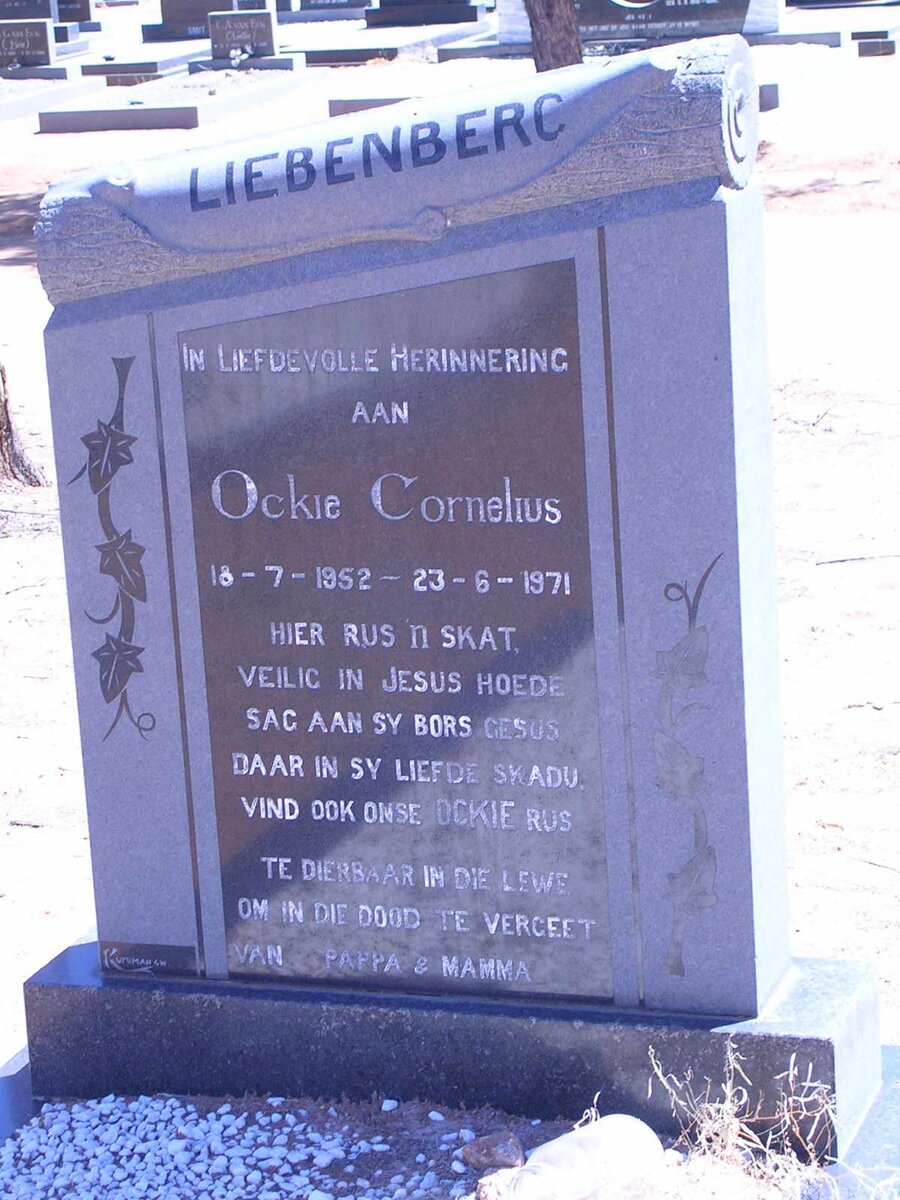 LIEBENBERG
IN LIEFDEVOLLE HERINNERING
AAN
Ockie Cornelius
18-7-1952 - 23-6-1971
HIER RUS 'n SKAT,
VEILIG IN JESUS HOEDE
SAG AAN SY BORS GESUS
DAAR IN SY LIEFDE SKADU,
VIND OOK ONSE OCKIE RUS
TE DIERBAAR IN DIE LEWE
OM IN DIE DOOD TE VERGEET
VAN PAPPA & MAMMA
KURUMAN GW.